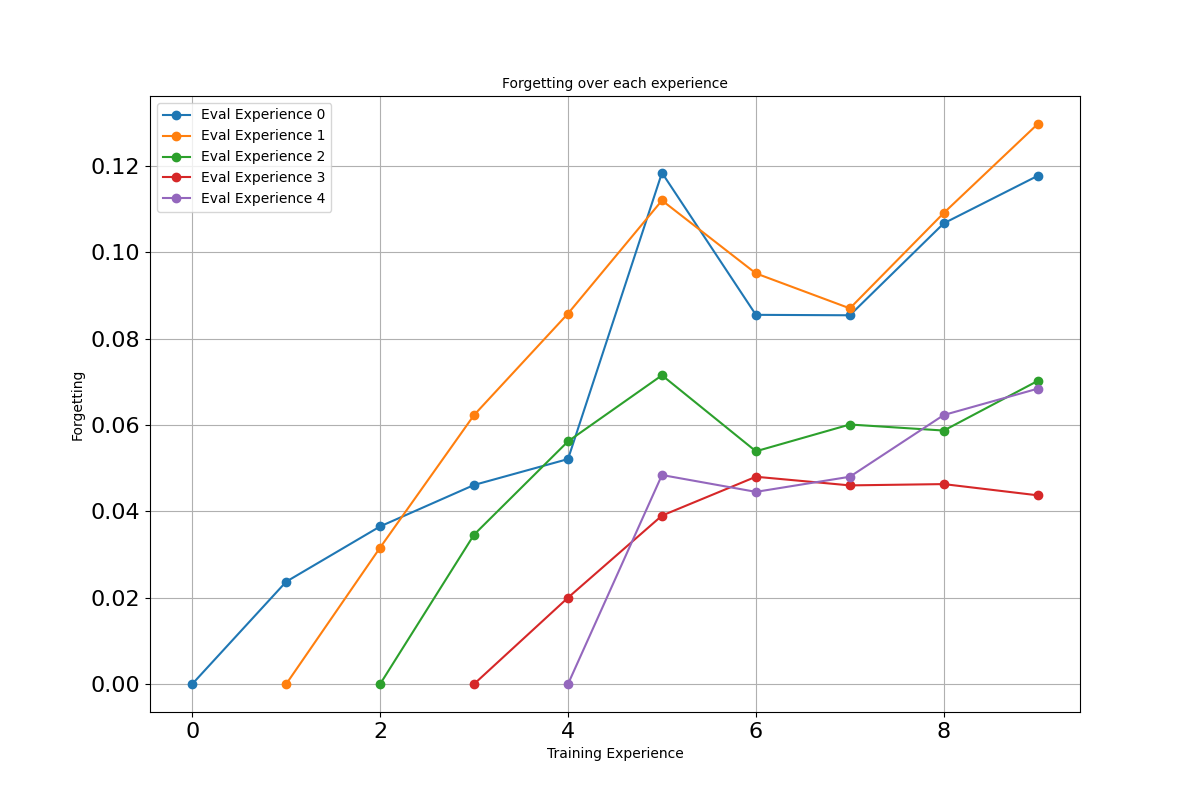 Forgetting over each experience
Eval Experience 0
Eval Experience 1
Eval Experience 2
Eval Experience 3
Eval Experience 4
0.12
0.10
0.08
0.06
0.04
0.02
0.00
Forgetting
0 2 4 6 8
Training Experience